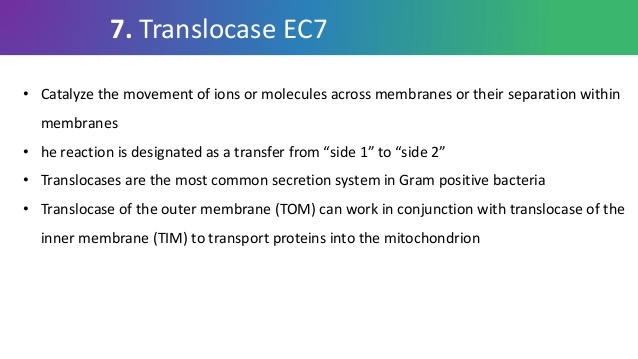 7. Translocase EC7
• Catalyze the movement of ions or molecules across membranes or their separation within
membranes
• he reaction is designated as a transfer from “side 1” to “side 2”
• Translocases are the most common secretion system in Gram positive bacteria
• Translocase of the outer membrane (TOM) can work in conjunction with translocase of the
inner membrane (TIM) to transport proteins into the mitochondrion